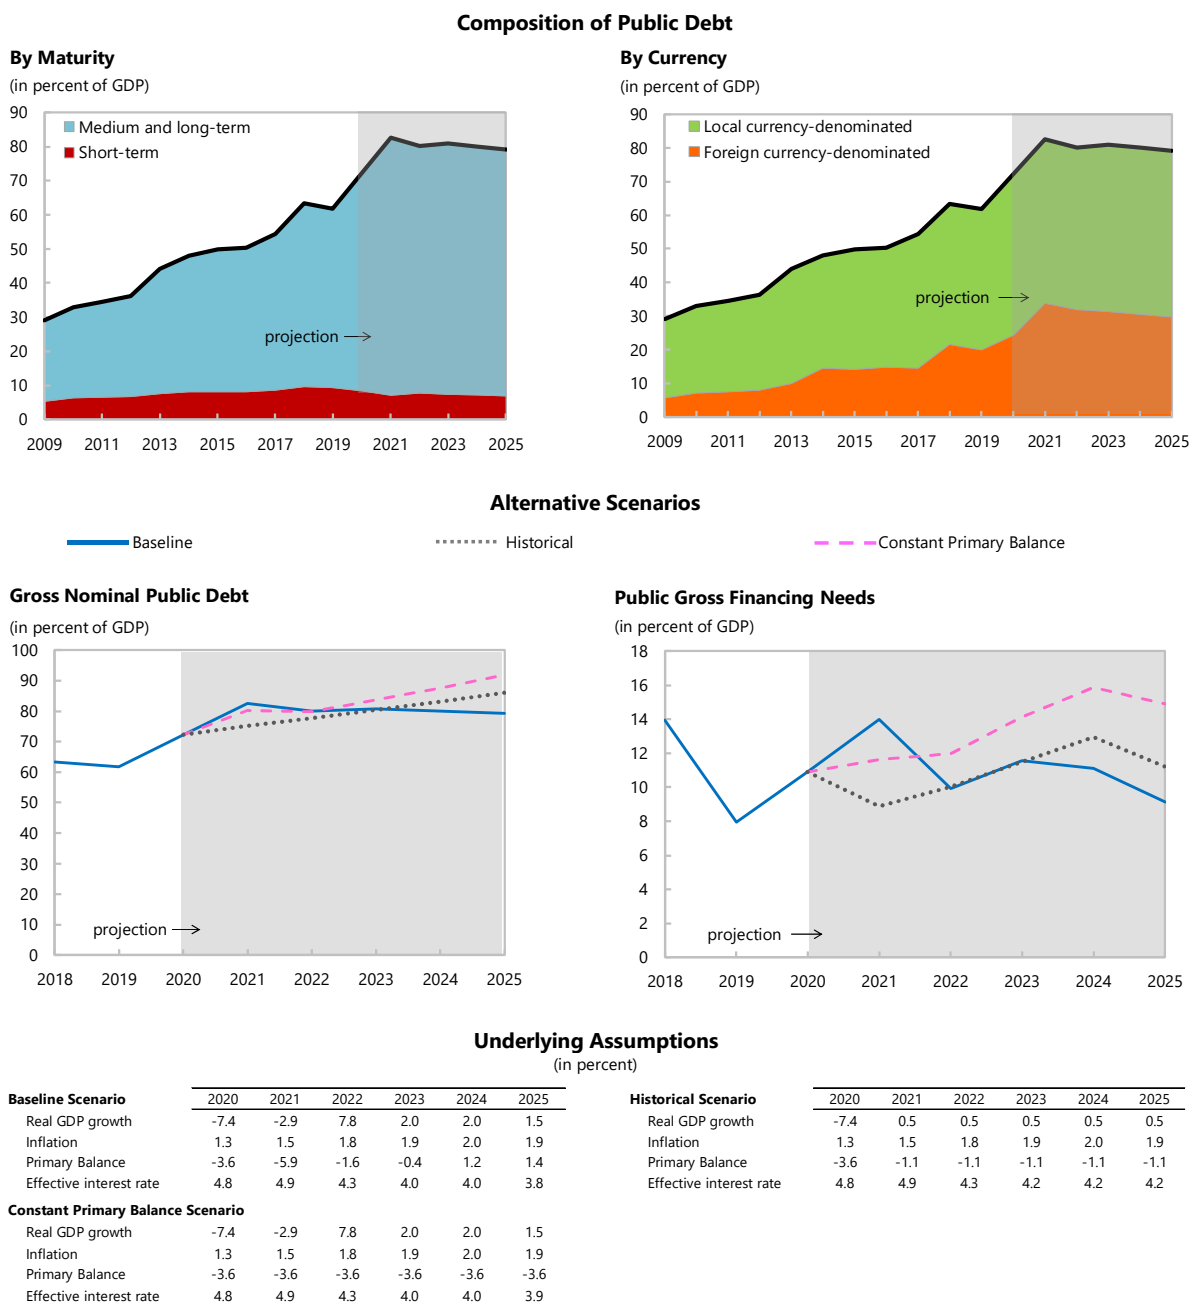 Composition of Public Debt
By Maturity
(in percent of GDP)
90
80
70
60
50
40
30
20
10
0
Medium and long-term
Short-term
projection
2009 2011 2013 2015 2017 2019 2021 2023 2025
By Currency
(in percent of GDP)
90
80
70
60
50
40
30
20
10
0
Local currency-denominated
Foreign currency-denominated
projection
2009 2011 2013 2015 2017 2019 2021 2023 2025
Alternative Scenarios
Baseline Historical Constant Primary Balance
Gross Nominal Public Debt
(in percent of GDP)
100
90
80
70
60
50
40
30
20
10
0
projection
2018 2019 2020 2021 2022 2023 2024 2025
Public Gross Financing Needs
(in percent of GDP)
18
16
14
12
10
8
6
4
2
0
projection
2018 2019 2020 2021 2022 2023 2024 2025
Underlying Assumptions
(in percent)
Baseline Scenario 2020 2021 2022 2023 2024 2025
Real GDP growth -7.4 -2.9 7.8 2.0 2.0 1.5
Inflation 1.3 1.5 1.8 1.9 2.0 1.9
Primary Balance -3.6 -5.9 -1.6 -0.4 1.2 1.4
Effective interest rate 4.8 4.9 4.3 4.0 4.0 3.8
Constant Primary Balance Scenario
Real GDP growth -7.4 -2.9 7.8 2.0 2.0 1.5
Inflation 1.3 1.5 1.8 1.9 2.0 1.9
Primary Balance -3.6 -3.6 -3.6 -3.6 -3.6 -3.6
Effective interest rate 4.8 4.9 4.3 4.0 4.0 3.9
Historical Scenario 2020 2021 2022 2023 2024 2025
Real GDP growth -7.4 0.5 0.5 0.5 0.5 0.5
Inflation 1.3 1.5 1.8 1.9 2.0 1.9
Primary Balance -3.6 -1.1 -1.1 -1.1 -1.1 -1.1
Effective interest rate 4.8 4.9 4.3 4.2 4.2 4.2